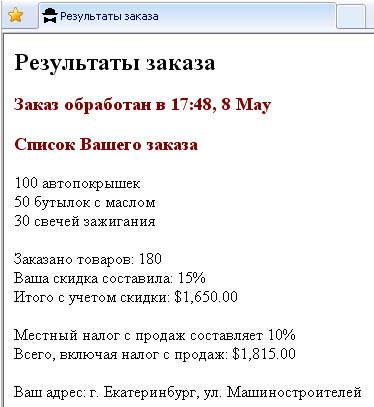 Результаты заказа
Результаты заказа
Заказ обработан в 17:48, 8 May
Список Вашего заказа
100 автопокрышек
50 бутылок с маслом
30 свечей зажигания
Заказано товаров: 180
Ваша скидка составила: 15%
Итого с учетом скидки: $1,650.00
Местный налог с продаж составляет 10%
Всего, включая налог с продаж: $1,815.00
Ваш адрес: г. Екатеринбург, ул. Машиностроителей